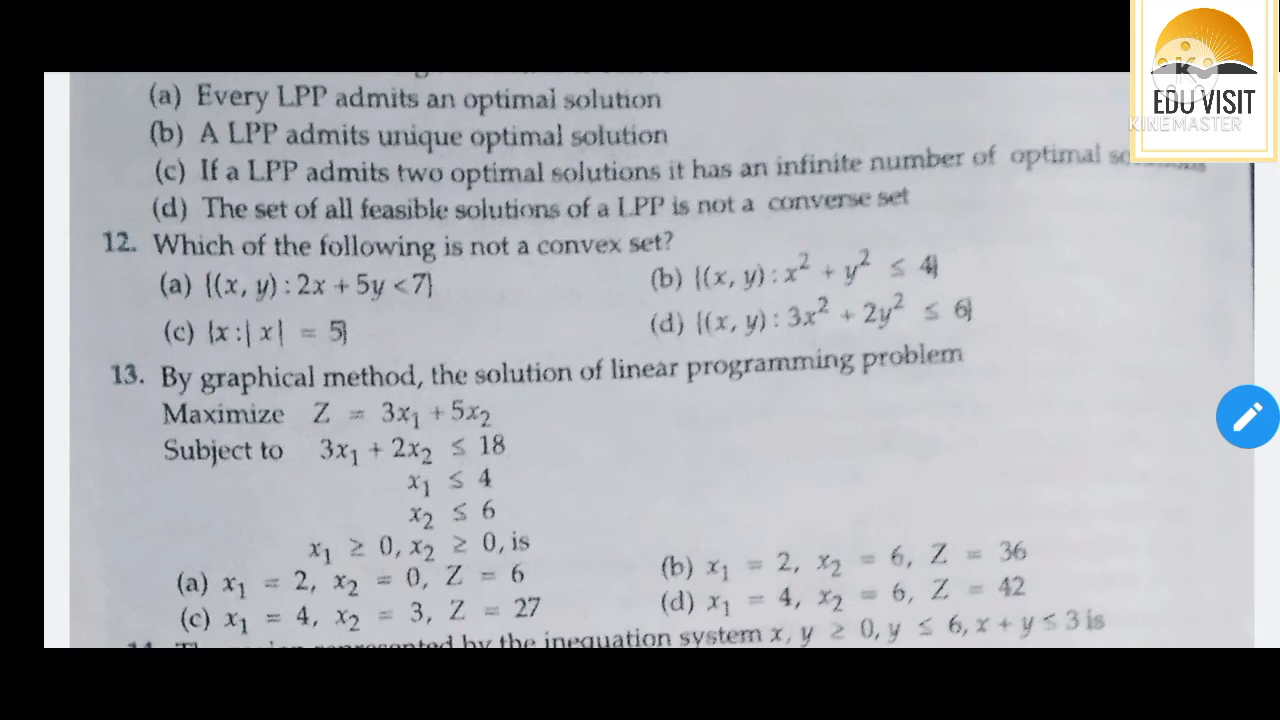 (a) Every LPP admits an optimal solution
(b) A LPP admits unique optimal solution
(c) If a LPP admits two optimal solutions it has an infinite number of optimal
(d) The set of all feasible solutions of a LPP is not a converse set
12. Which of the following is not a convex set?
(a) {(x, y) : 2x + 5y < 7} (b) {(x, y) : x² + y² ≤ 4}
(c) {x :| x| = 5} (d) {(x, y) : 3x² + 2y² ≤ 6}
13. By graphical method, the solution of linear programming problem
Maximize Z = 3x₁ + 5x₂
Subject to 3x₁ + 2x₂ ≤ 18
x₁ ≤ 4
x₂ ≤ 6
x₁ ≥ 0, x₂ ≥ 0, is
(a) x₁ = 2, x₂ = 0, Z = 6 (b) x₁ = 2, x₂ = 6, Z = 36
(c) x₁ = 4, x₂ = 3, Z = 27 (d) x₁ = 4, x₂ = 6, Z = 42
14. The region represented by the inequation system x, y ≥ 0, y ≤ 6, x + y ≤ 3 is
K
EDU VISIT
KINEMASTER